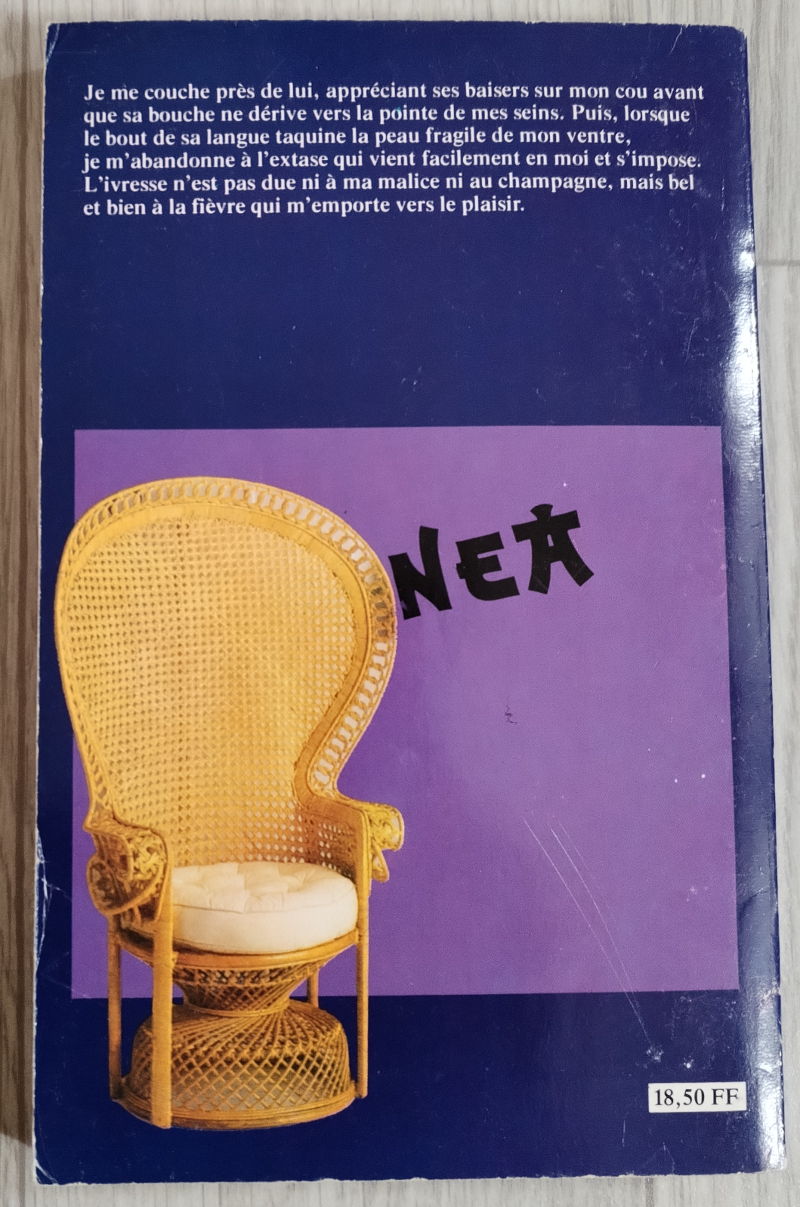 Je me couche près de lui, appréciant ses baisers sur mon cou avant
que sa bouche ne dérive vers la pointe de mes seins. Puis, lorsque
le bout de sa langue taquine la peau fragile de mon ventre,
je m'abandonne à l'extase qui vient facilement en moi et s'impose.
L'ivresse n'est pas due ni à ma malice ni au champagne, mais bel
et bien à la fièvre qui m'emporte vers le plaisir.
NEA
18,50 FF